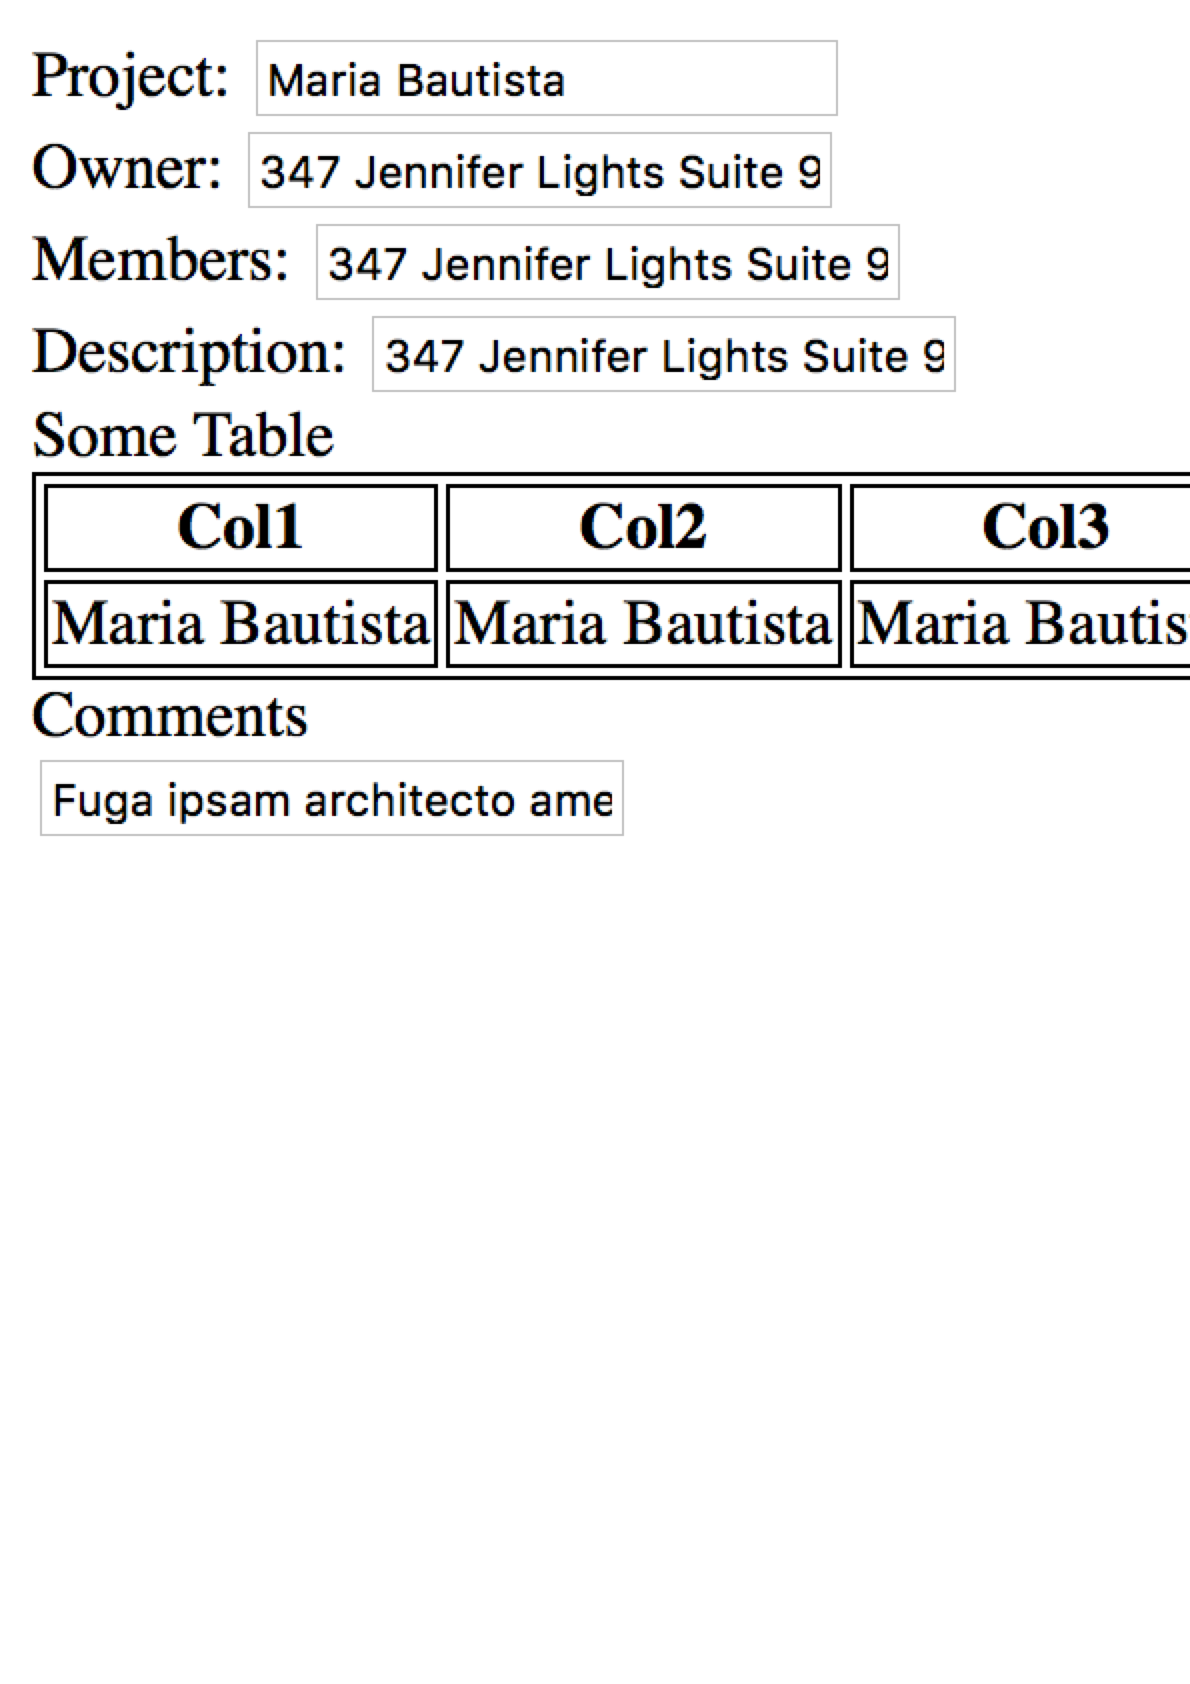 Project: Maria Bautista
Owner: 347 Jennifer Lights Suite 9
Members: 347 Jennifer Lights Suite 9
Description: 347 Jennifer Lights Suite 9
Some Table
Col1 Col2 Col3
Maria Bautista Maria Bautista Maria Bautis
Comments
Fuga ipsam architecto ame